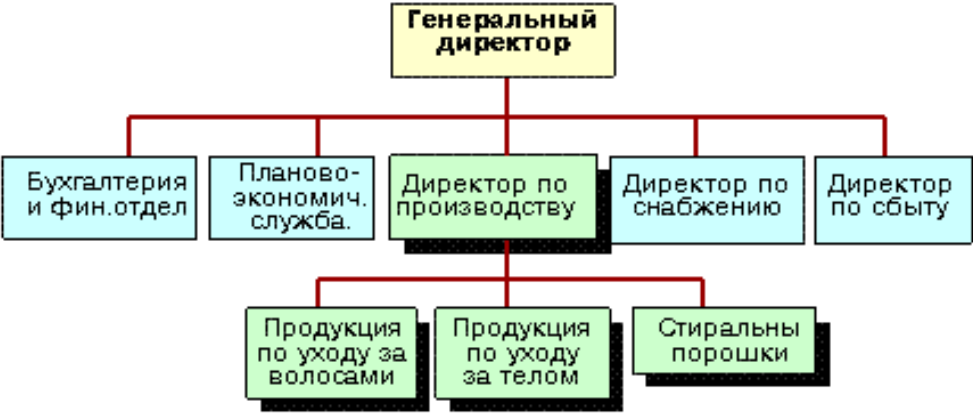 Генеральный
директор
Бухгалтерия
и фин.отдел
Планово-
экономич.
служба.
Директор по
производству
Директор по
снабжению
Директор
по сбыту
Продукция
по уходу за
волосами
Продукция
по уходу
за телом
Стиральны
порошки